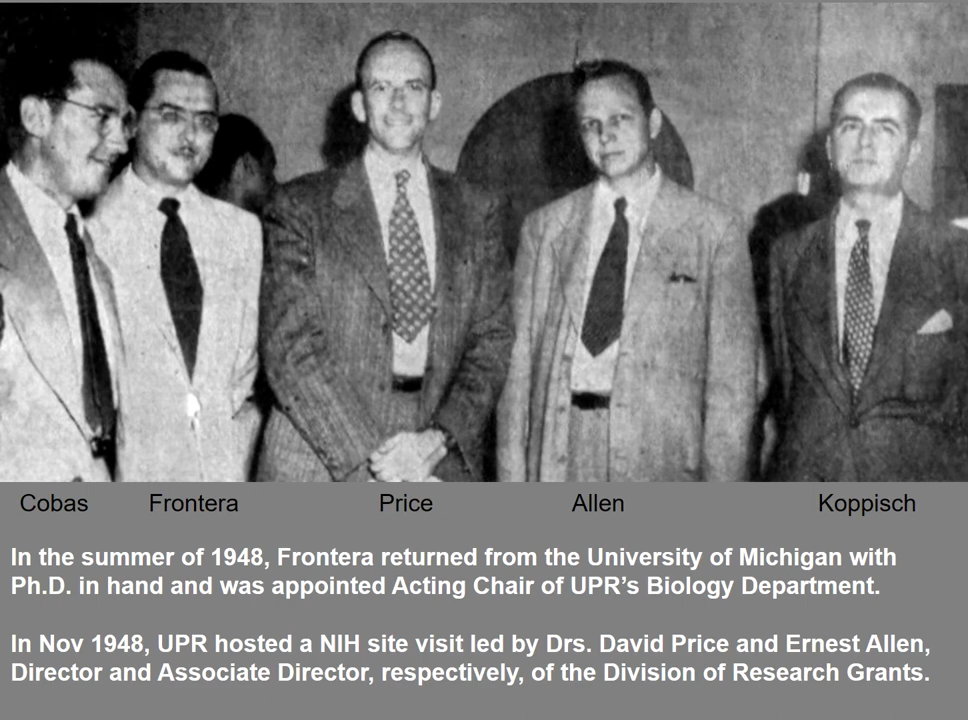 Cobas Frontera Price Allen Koppisch
In the summer of 1948, Frontera returned from the University of Michigan with
Ph.D. in hand and was appointed Acting Chair of UPR’s Biology Department.
In Nov 1948, UPR hosted a NIH site visit led by Drs. David Price and Ernest Allen,
Director and Associate Director, respectively, of the Division of Research Grants.